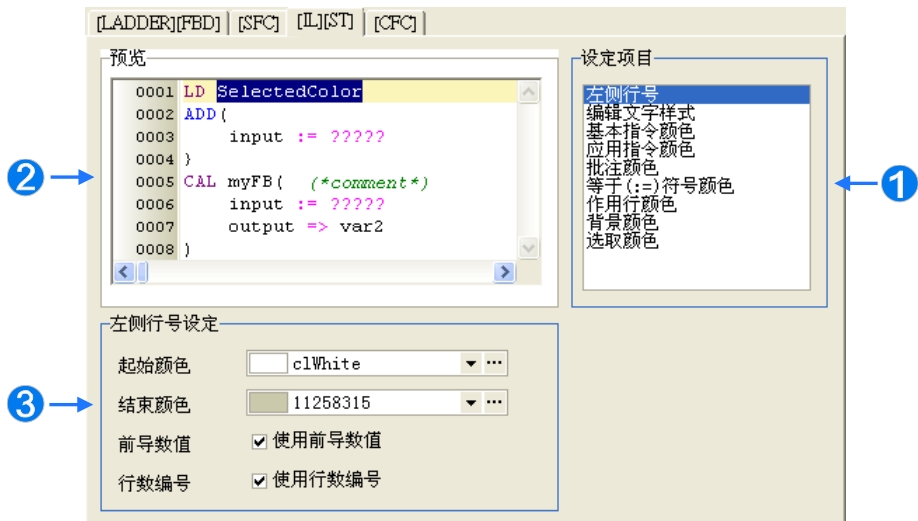 [LADDER][FBD] [SFC] [IL][ST] [CFC]
预览
0001 LD SelectedColor
0002 ADD(
0003 input := ?????
0004 )
0005 CAL myFB( (*comment*)
0006 input := ?????
0007 output => var2
0008 )
设定项目
左侧行号
编辑文字样式
基本指令颜色
应用指令颜色
批注颜色
等于(:=)符号颜色
作用行颜色
背景颜色
选取颜色
2
1
左侧行号设定
起始颜色 clWhite
结束颜色 11258315
前导数值 使用前导数值
行数编号 使用行数编号
3